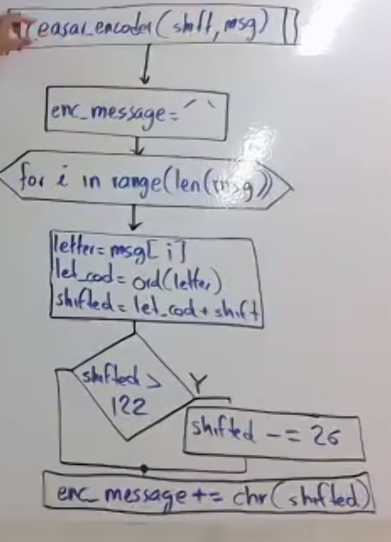 ceasar_encoder(shift, msg)
enc_message = ''
for i in range(len(msg))
letter = msg[i]
let_cod = ord(letter)
shifted = let_cod + shift
shifted >
122
Y
shifted -= 26
enc_message += chr(shifted)